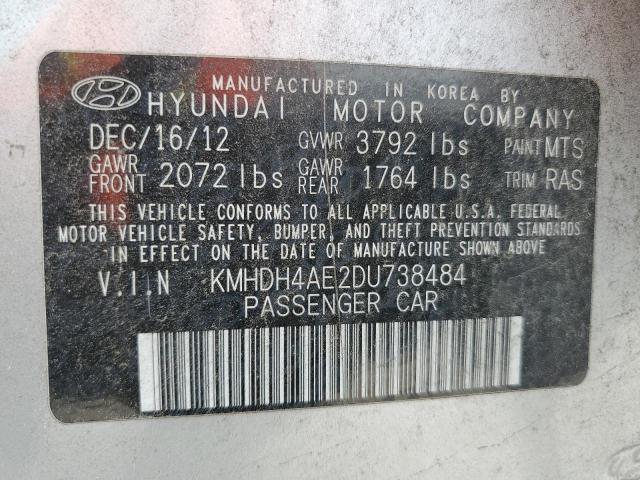 MANUFACTURED IN KOREA BY
HYUNDAI MOTOR COMPANY
DEC/16/12 GVWR 3792 lbs PAINT MTS
GAWR FRONT 2072 lbs GAWR REAR 1764 lbs TRIM RAS
THIS VEHICLE CONFORMS TO ALL APPLICABLE U.S.A. FEDERAL
MOTOR VEHICLE SAFETY, BUMPER, AND THEFT PREVENTION STANDARDS
IN EFFECT ON THE DATE OF MANUFACTURE SHOWN ABOVE.
V.I.N KMHDH4AE2DU738484
PASSENGER CAR